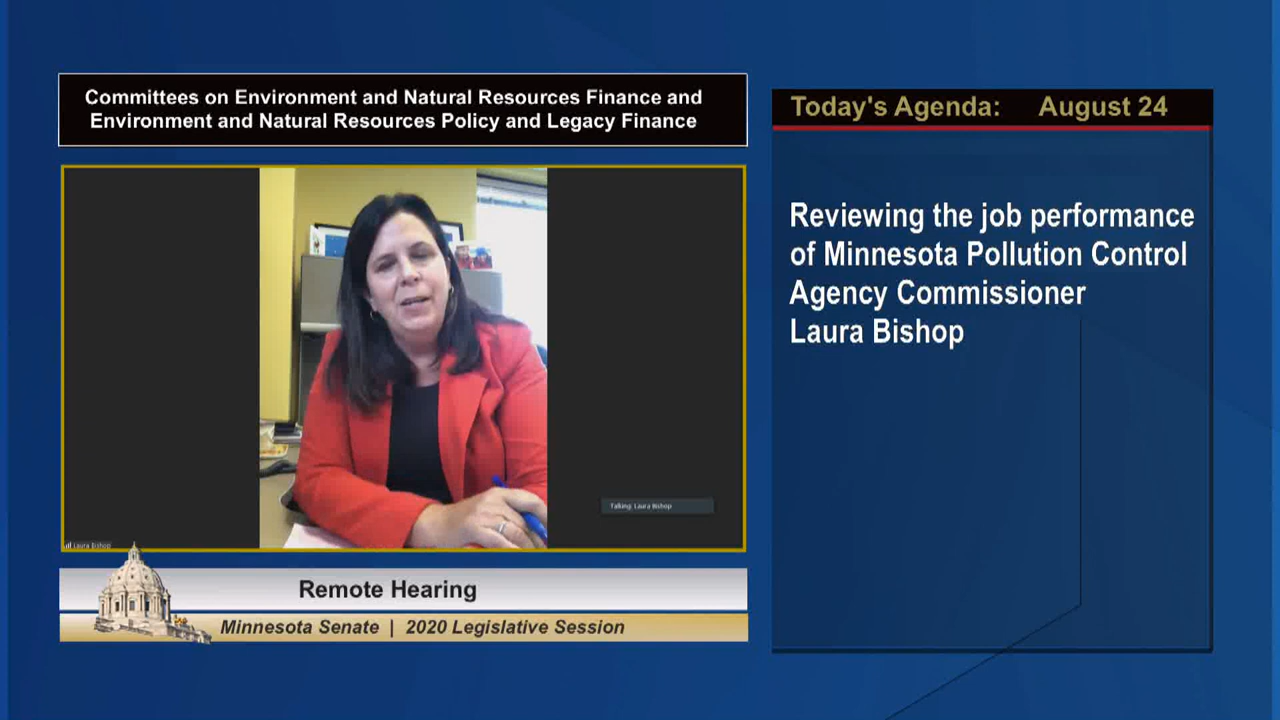 Committees on Environment and Natural Resources Finance and
Environment and Natural Resources Policy and Legacy Finance
Today's Agenda: August 24
Reviewing the job performance
of Minnesota Pollution Control
Agency Commissioner
Laura Bishop
Talking: Laura Bishop
Laura Bishop
Remote Hearing
Minnesota Senate | 2020 Legislative Session